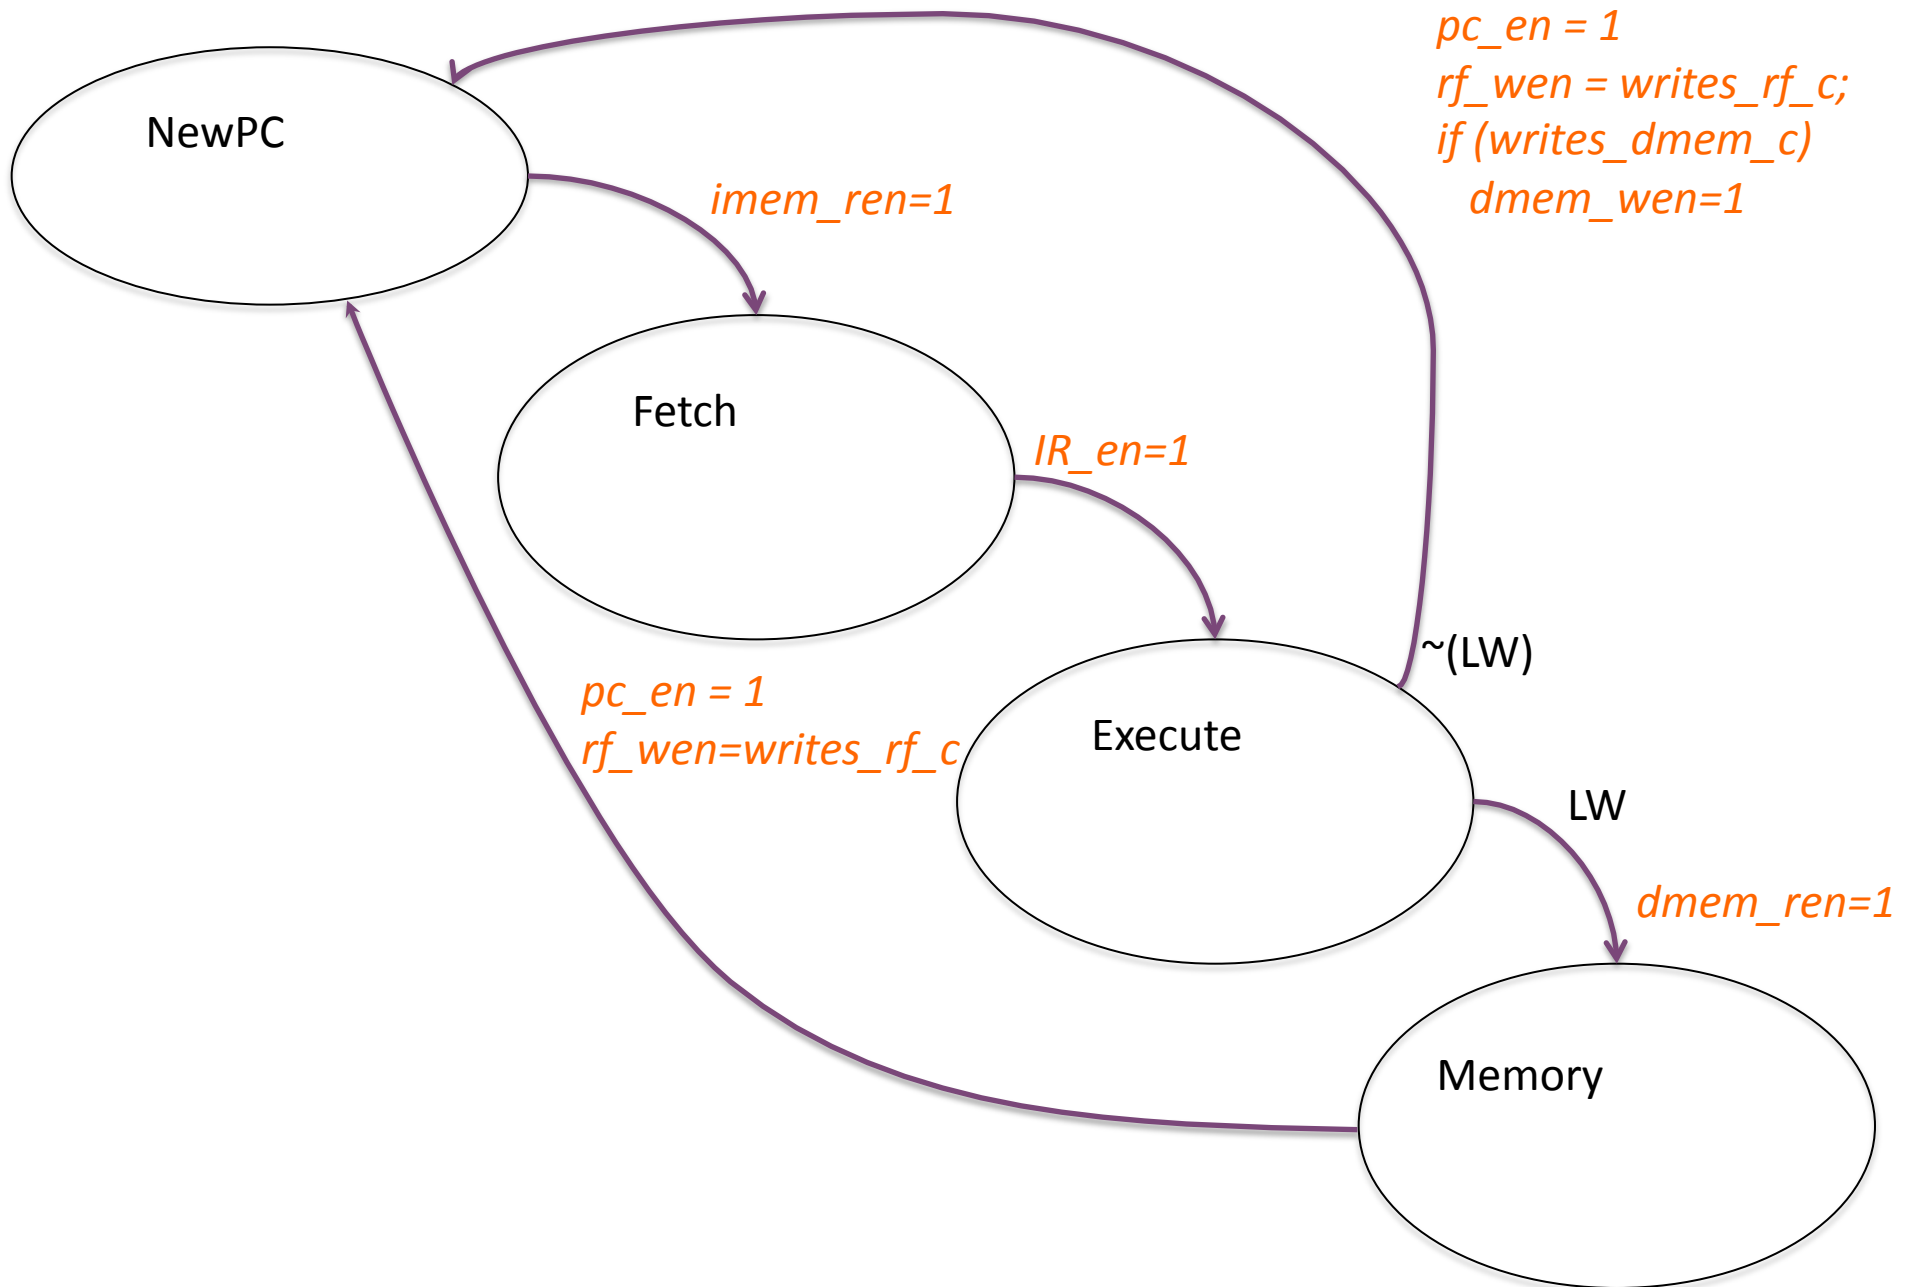 pc_en = 1
rf_wen = writes_rf_c;
if (writes_dmem_c)
dmem_wen=1
NewPC
imem_ren=1
Fetch
IR_en=1
~(LW)
pc_en = 1
rf_wen=writes_rf_c
Execute
LW
dmem_ren=1
Memory